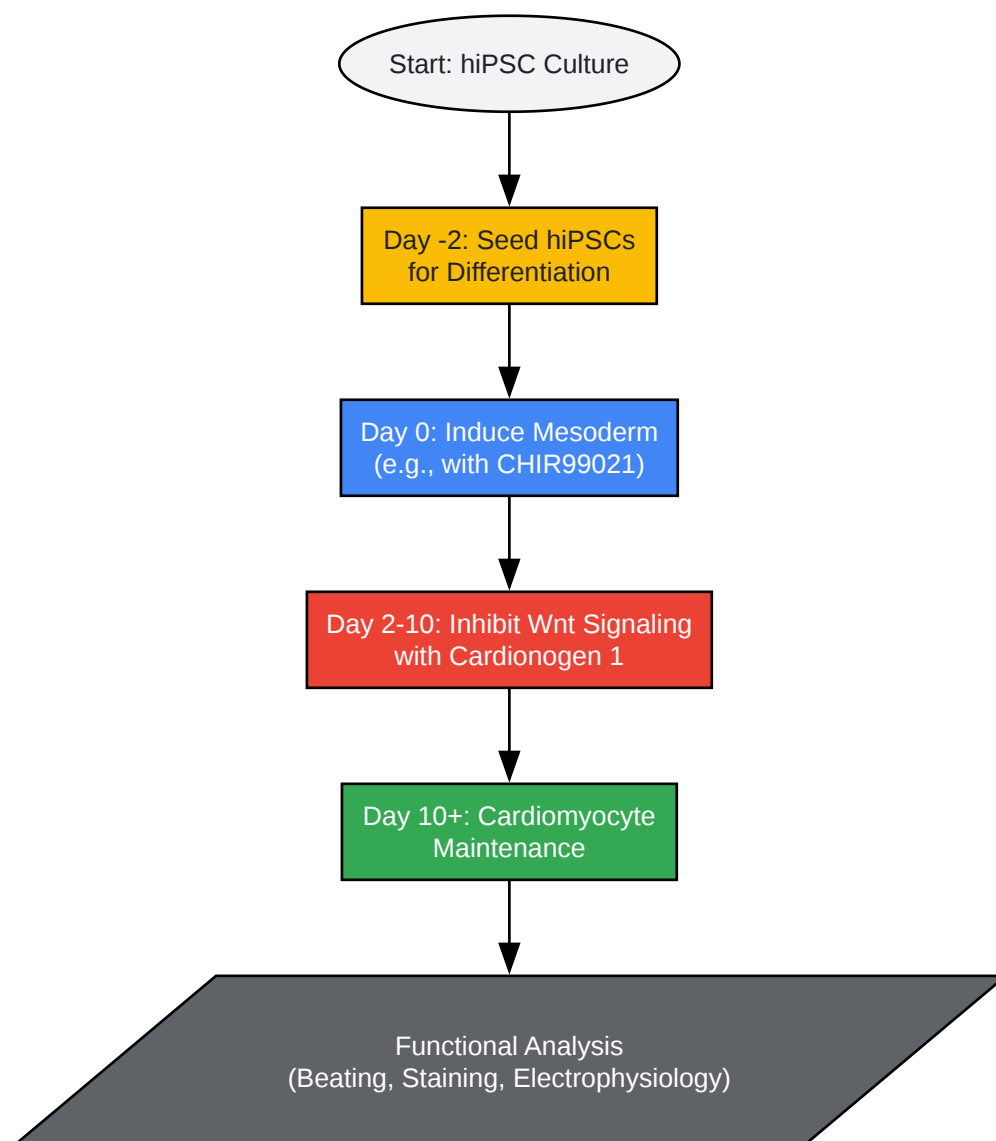 Start: hiPSC Culture
Day -2: Seed hiPSCs
for Differentiation
Day 0: Induce Mesoderm
(e.g., with CHIR99021)
Day 2-10: Inhibit Wnt Signaling
with Cardionogen 1
Day 10+: Cardiomyocyte
Maintenance
Functional Analysis
(Beating, Staining, Electrophysiology)